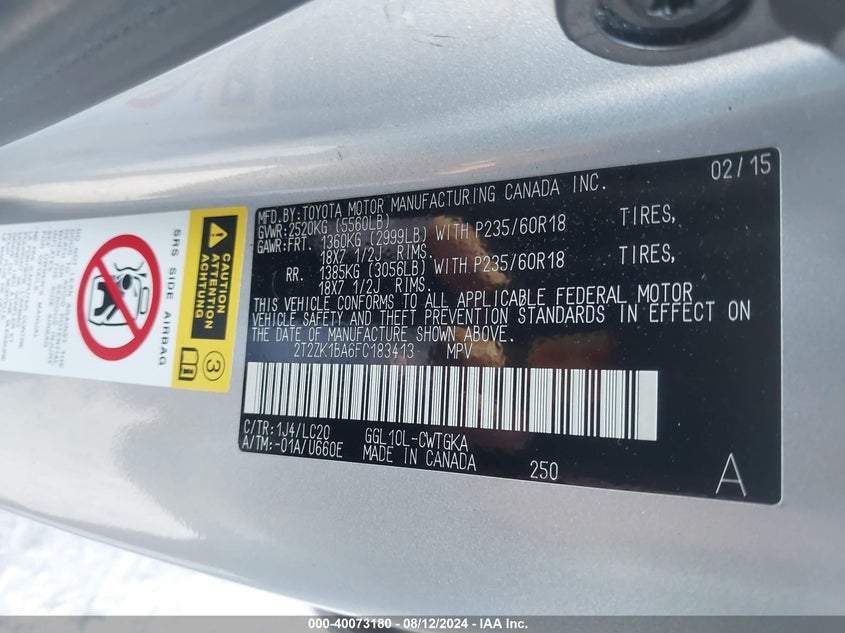 02/15
MFD.BY:TOYOTA MOTOR MANUFACTURING CANADA INC.
GVWR:2520KG (5560LB)
GAWR:FRT. 1360KG (2999LB) WITH P235/60R18 TIRES,
18X7 1/2J RIMS.
RR. 1385KG (3056LB) WITH P235/60R18 TIRES,
18X7 1/2J RIMS.
THIS VEHICLE CONFORMS TO ALL APPLICABLE FEDERAL MOTOR
VEHICLE SAFETY AND THEFT PREVENTION STANDARDS IN EFFECT ON
THE DATE OF MANUFACTURE SHOWN ABOVE.
2T2ZK1BA6FC183413 MPV
C/TR:1J4/LC20 GGL10L-CWTGKA
A/TM:-01A/U660E MADE IN CANADA
250
A
CAUTION
ATTENTION
ACHTUNG
3
SRS SIDE AIRBAG
000-40073180 - 08/12/2024 - IAA Inc.